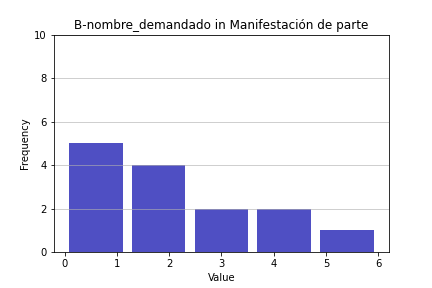 B-nombre_demandado in Manifestación de parte
10
8
6
4
2
0
Frequency
0 1 2 3 4 5 6
Value